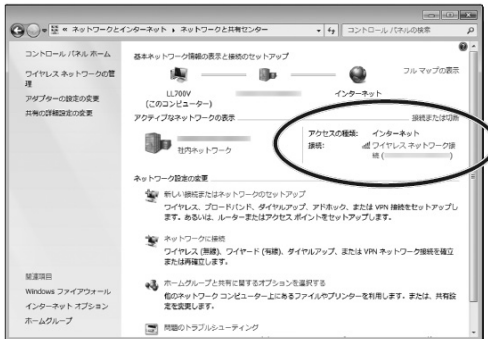 « ネットワークとインターネット ▸ ネットワークと共有センター
コントロール パネルの検索
コントロール パネル ホーム
ワイヤレス ネットワークの管理
アダプターの設定の変更
共有の詳細設定の変更
基本ネットワーク情報の表示と接続のセットアップ
フル マップの表示
LL700V
(このコンピューター)
インターネット
アクティブなネットワークの表示
接続または切断
社内ネットワーク
アクセスの種類: インターネット
接続: ワイヤレス ネットワーク接
続 ( )
ネットワーク設定の変更
新しい接続またはネットワークのセットアップ
ワイヤレス、ブロードバンド、ダイヤルアップ、アドホック、または VPN 接続をセットアップし
ます。あるいは、ルーターまたはアクセス ポイントをセットアップします。
ネットワークに接続
ワイヤレス (無線)、ワイヤード (有線)、ダイヤルアップ、または VPN ネットワーク接続を確立
または再確立します。
ホームグループと共有に関するオプションを選択する
他のネットワーク コンピューター上にあるファイルやプリンターを利用します。または、共有設
定を変更します。
問題のトラブルシューティング
関連項目
Windows ファイアウォール
インターネット オプション
ホームグループ